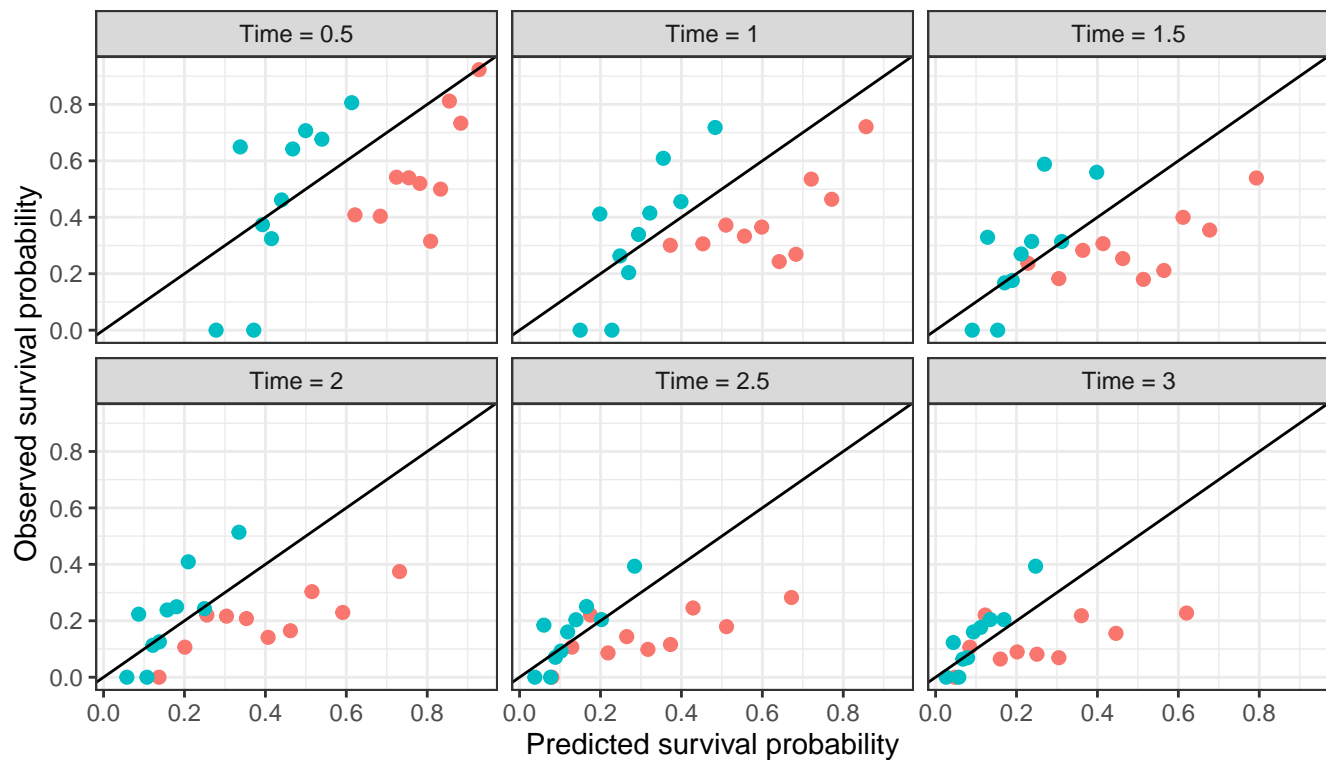 Time = 0.5
Time = 1
Time = 1.5
0.8
0.6
0.4
0.2
0.0
Observed survival probability
Time = 2
Time = 2.5
Time = 3
0.8
0.6
0.4
0.2
0.0
0.0 0.2 0.4 0.6 0.8
0.0 0.2 0.4 0.6 0.8
0.0 0.2 0.4 0.6 0.8
Predicted survival probability